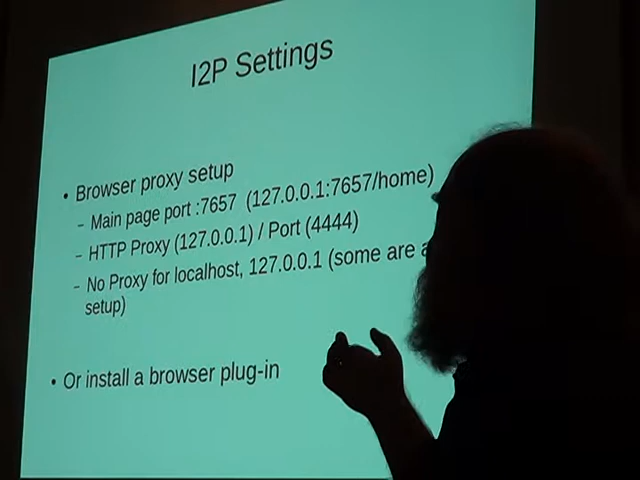 I2P Settings
• Browser proxy setup
– Main page port :7657 (127.0.0.1:7657/home)
– HTTP Proxy (127.0.0.1) / Port (4444)
– No Proxy for localhost, 127.0.0.1 (some are
setup)
• Or install a browser plug-in